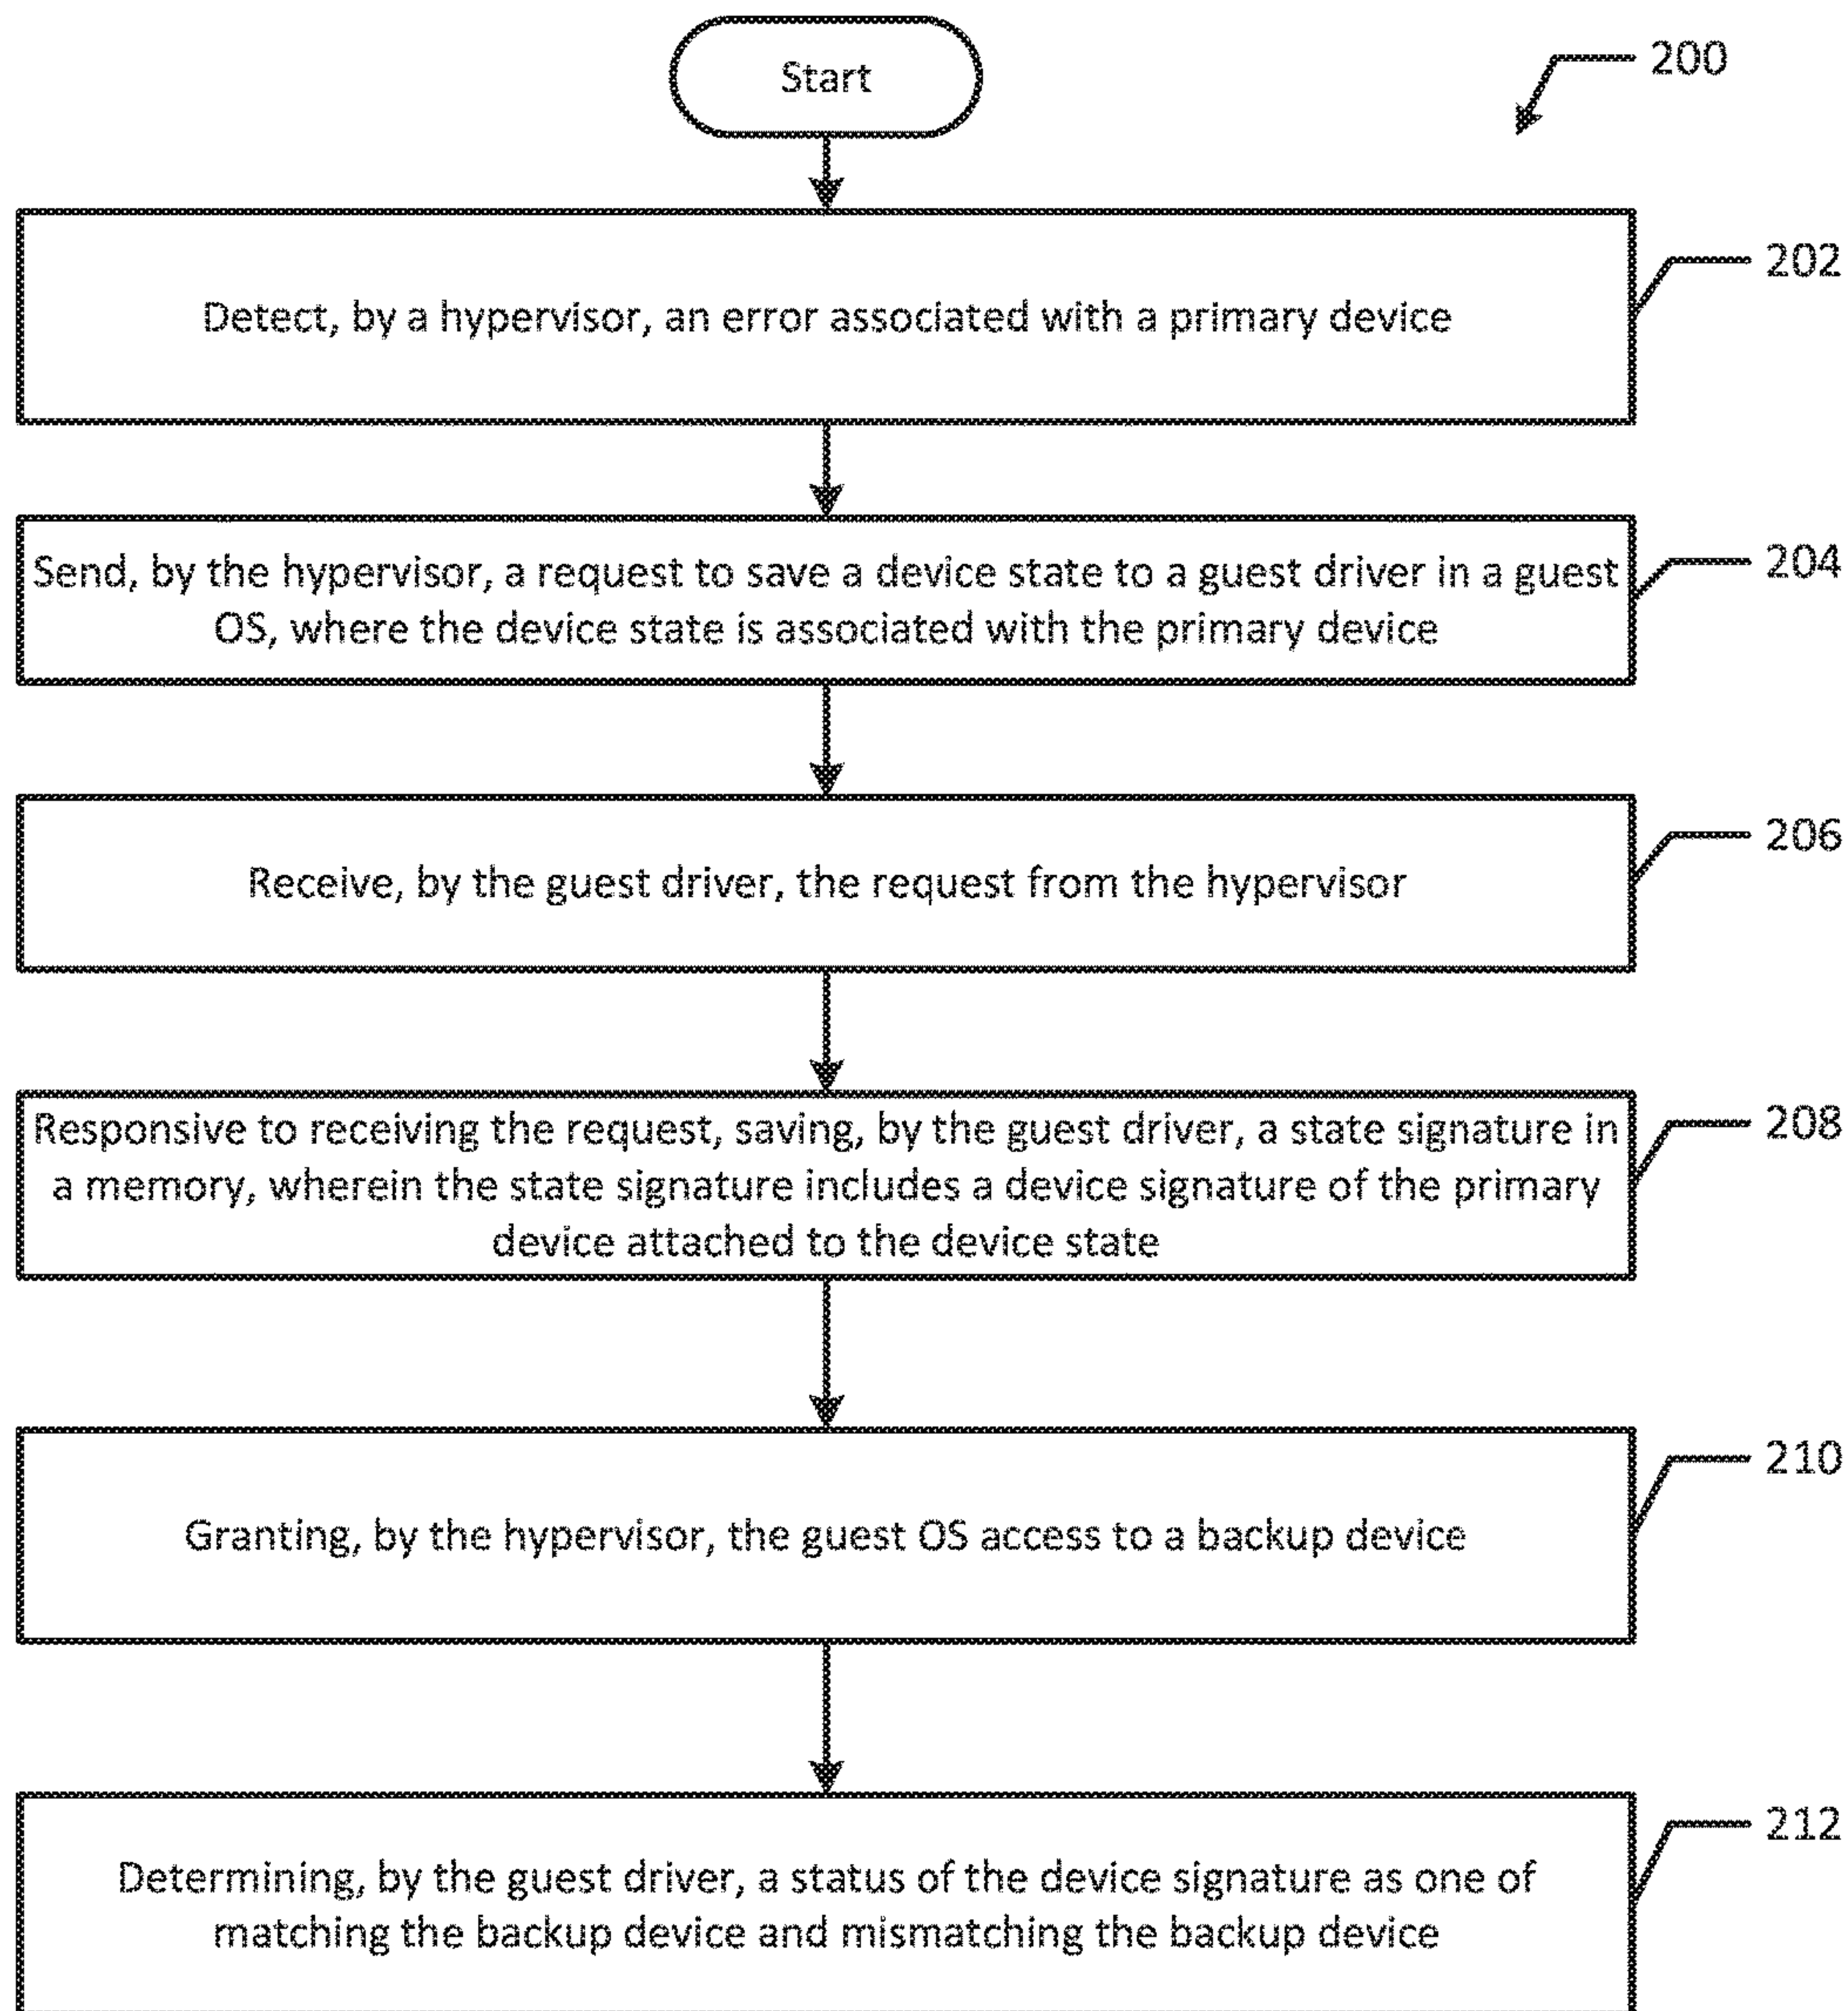 Start
200
Detect, by a hypervisor, an error associated with a primary device
202
Send, by the hypervisor, a request to save a device state to a guest driver in a guest
OS, where the device state is associated with the primary device
204
Receive, by the guest driver, the request from the hypervisor
206
Responsive to receiving the request, saving, by the guest driver, a state signature in
a memory, wherein the state signature includes a device signature of the primary
device attached to the device state
208
Granting, by the hypervisor, the guest OS access to a backup device
210
Determining, by the guest driver, a status of the device signature as one of
matching the backup device and mismatching the backup device
212